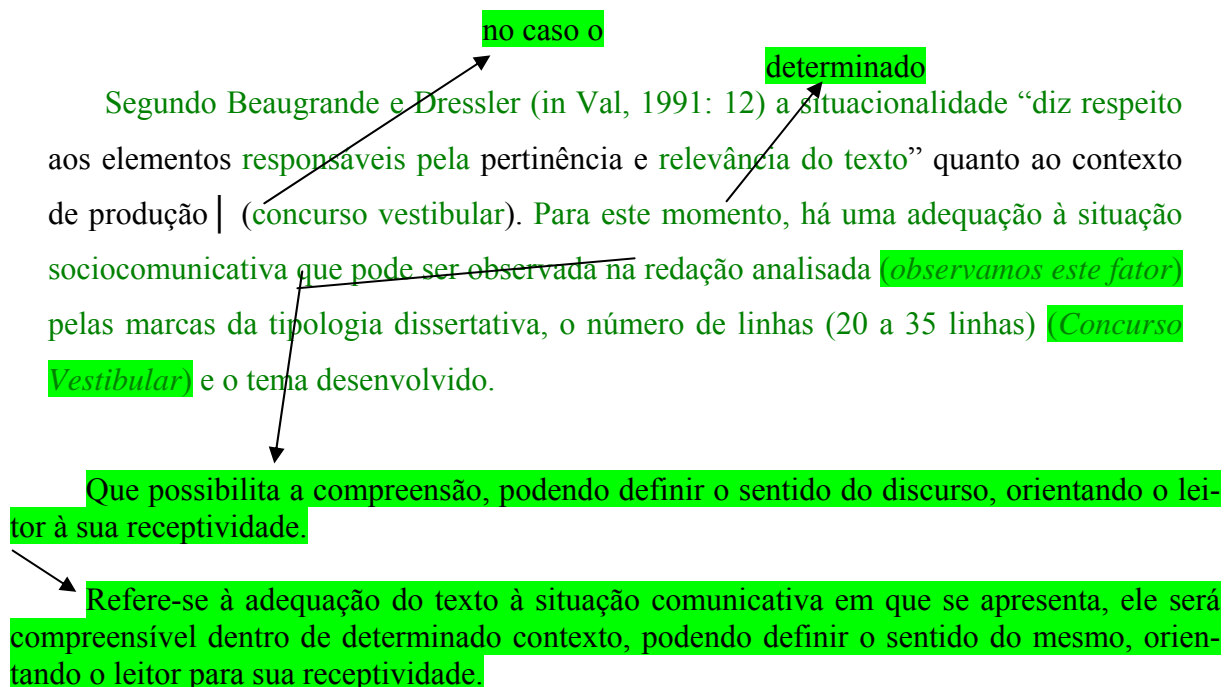 no caso o
determinado
Segundo Beaugrande e Dressler (in Val, 1991: 12) a situacionalidade “diz respeito
aos elementos responsáveis pela pertinência e relevância do texto” quanto ao contexto
de produção| (concurso vestibular). Para este momento, há uma adequação à situação
sociocomunicativa que pode ser observada na redação analisada (observamos este fator)
pelas marcas da tipologia dissertativa, o número de linhas (20 a 35 linhas) (Concurso
Vestibular) e o tema desenvolvido.
Que possibilita a compreensão, podendo definir o sentido do discurso, orientando o lei-
tor à sua receptividade.
Refere-se à adequação do texto à situação comunicativa em que se apresenta, ele será
compreensível dentro de determinado contexto, podendo definir o sentido do mesmo, orien-
tando o leitor para sua receptividade.